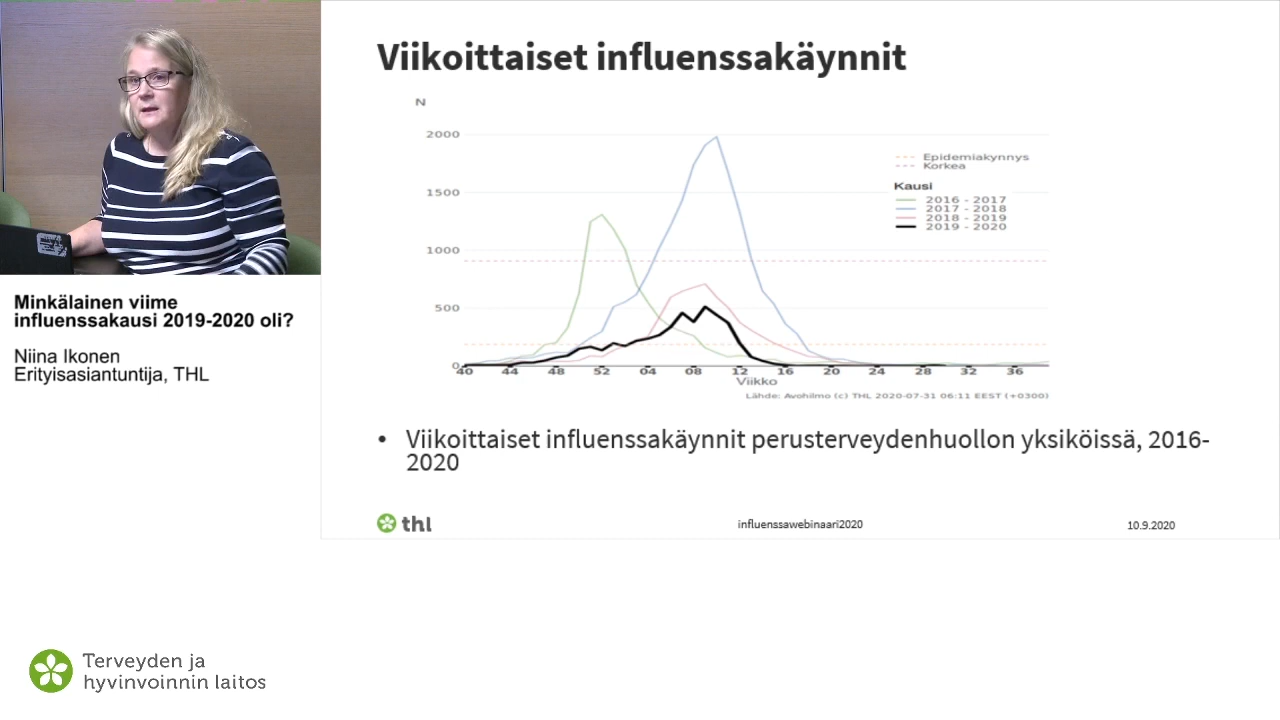 Viikoittaiset influenssakäynnit
N
2000
1500
1000
500
0
40 44 48 52 04 08 12 16 20 24 28 32 36
Viikko
Epidemiakynnys
Korkea
Kausi
2016 - 2017
2017 - 2018
2018 - 2019
2019 - 2020
Lähde: Avohilmo (c) THL 2020-07-31 06:11 EEST (+0300)
• Viikoittaiset influenssakäynnit perusterveydenhuollon yksiköissä, 2016-
2020
thl
influenssawebinaari2020
10.9.2020
Minkälainen viime
influenssakausi 2019-2020 oli?
Niina Ikonen
Erityisasiantuntija, THL
Terveyden ja
hyvinvoinnin laitos